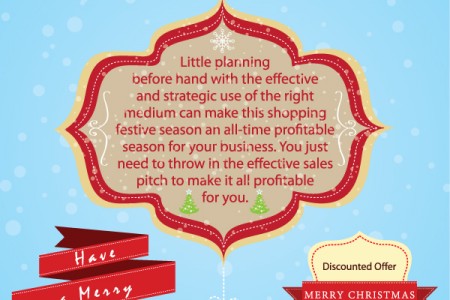 Little planning
before hand with the effective
and strategic use of the right
medium can make this shopping
festive season an all-time profitable
season for your business. You just
need to throw in the effective sales
pitch to make it all profitable
for you.
Have
a Merry
Discounted Offer
MERRY CHRISTMAS